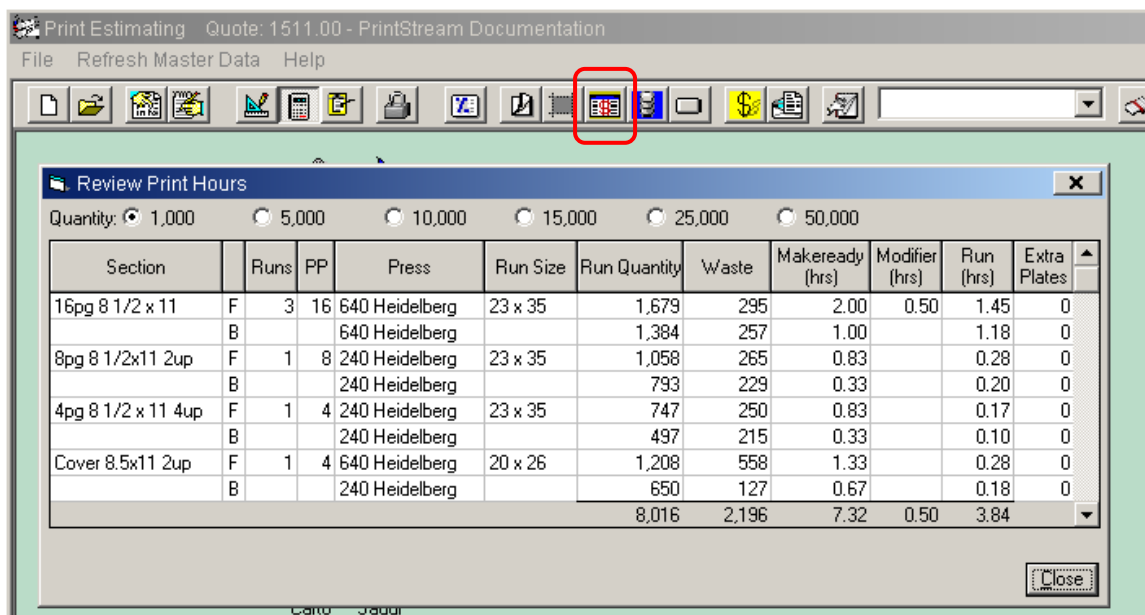 Print Estimating Quote: 1511.00 - PrintStream Documentation
File Refresh Master Data Help
Review Print Hours
Quantity: 1,000 5,000 10,000 15,000 25,000 50,000
Section Runs PP Press Run Size Run Quantity Waste Makeready (hrs) Modifier (hrs) Run (hrs) Extra Plates
16pg 8 1/2 x 11 F 3 16 640 Heidelberg 23 x 35 1,679 295 2.00 0.50 1.45 0
B 640 Heidelberg 1,384 257 1.00 1.18 0
8pg 8 1/2x11 2up F 1 8 240 Heidelberg 23 x 35 1,058 265 0.83 0.28 0
B 240 Heidelberg 793 229 0.33 0.20 0
4pg 8 1/2 x 11 4up F 1 4 240 Heidelberg 23 x 35 747 250 0.83 0.17 0
B 240 Heidelberg 497 215 0.33 0.10 0
Cover 8.5x11 2up F 1 4 640 Heidelberg 20 x 26 1,208 558 1.33 0.28 0
B 240 Heidelberg 650 127 0.67 0.18 0
8,016 2,196 7.32 0.50 3.84
Close